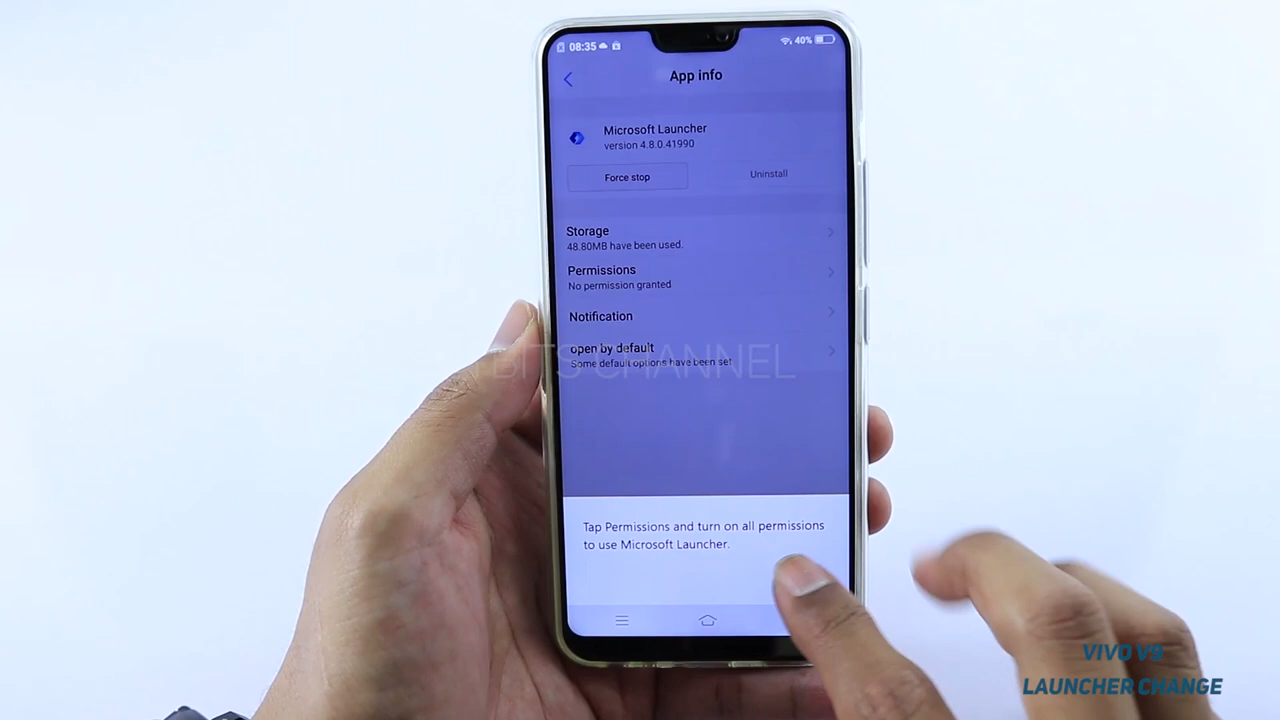 08:35
40%
App info
Microsoft Launcher
version 4.8.0.41990
Force stop
Uninstall
Storage
48.80MB have been used.
Permissions
No permission granted
Notification
open by default
Some default options have been set
BITS CHANNEL
Tap Permissions and turn on all permissions
to use Microsoft Launcher.
VIVO V9
LAUNCHER CHANGE